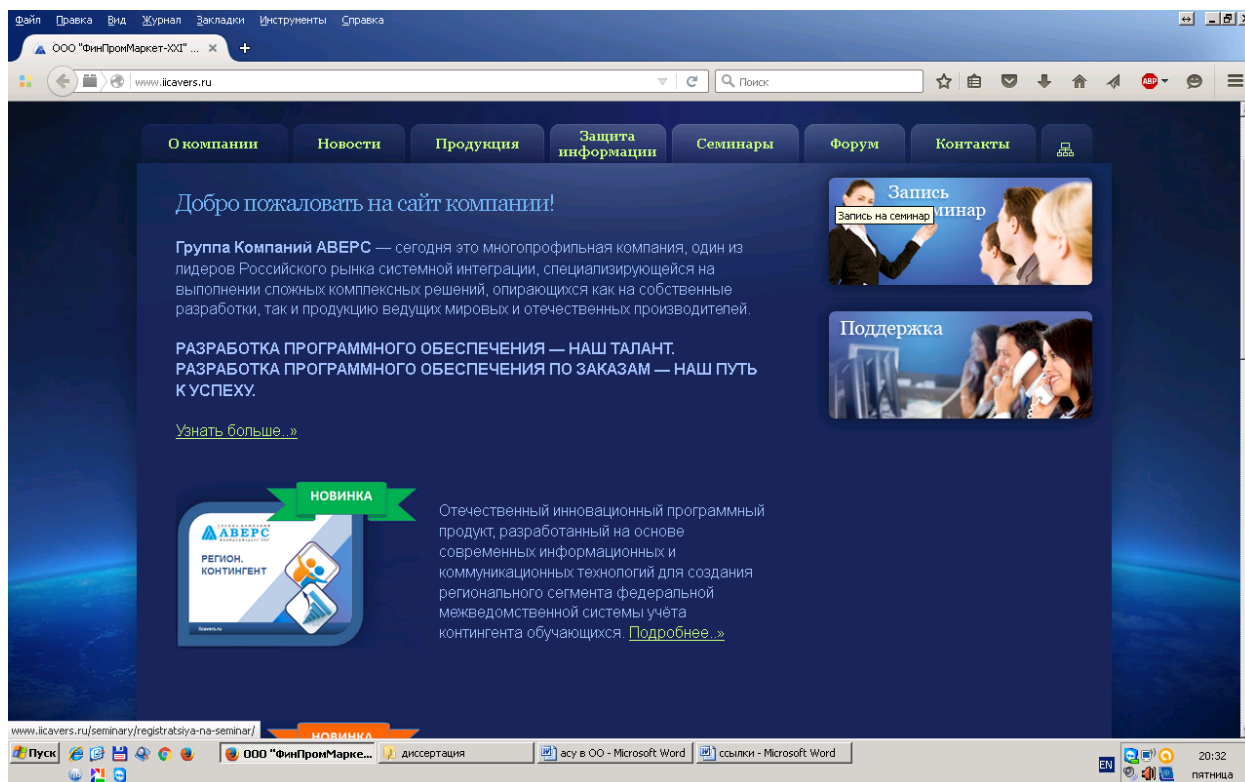 Файл Правка Вид Журнал Закладки Инструменты Справка
ООО "ФинПромМаркет-XXI" ...
www.iicavers.ru
Поиск
ABP
О компании Новости Продукция Защита информации Семинары Форум Контакты
Добро пожаловать на сайт компании!
Группа Компаний АВЕРС — сегодня это многопрофильная компания, один из
лидеров Российского рынка системной интеграции, специализирующейся на
выполнении сложных комплексных решений, опирающихся как на собственные
разработки, так и продукцию ведущих мировых и отечественных производителей.
РАЗРАБОТКА ПРОГРАММНОГО ОБЕСПЕЧЕНИЯ — НАШ ТАЛАНТ.
РАЗРАБОТКА ПРОГРАММНОГО ОБЕСПЕЧЕНИЯ ПО ЗАКАЗАМ — НАШ ПУТЬ
К УСПЕХУ.
Узнать больше..»
Запись
минар
Запись на семинар
Поддержка
НОВИНКА
АВЕРС
РЕГИОН.
КОНТИНГЕНТ
iicavers.ru
Отечественный инновационный программный
продукт, разработанный на основе
современных информационных и
коммуникационных технологий для создания
регионального сегмента федеральной
межведомственной системы учёта
контингента обучающихся. Подробнее..»
НОВИНКА
www.iicavers.ru/seminary/registratsiya-na-seminar/
Пуск ООО "ФинПромМарке... диссертация асу в ОО - Microsoft Word ссылки - Microsoft Word EN 20:32
пятница